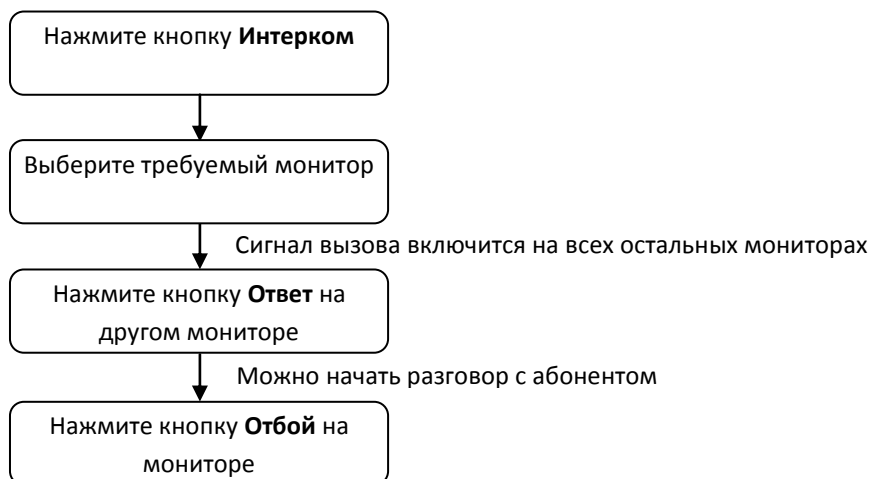 Нажмите кнопку Интерком
Выберите требуемый монитор
Сигнал вызова включится на всех остальных мониторах
Нажмите кнопку Ответ на
другом мониторе
Можно начать разговор с абонентом
Нажмите кнопку Отбой на
мониторе